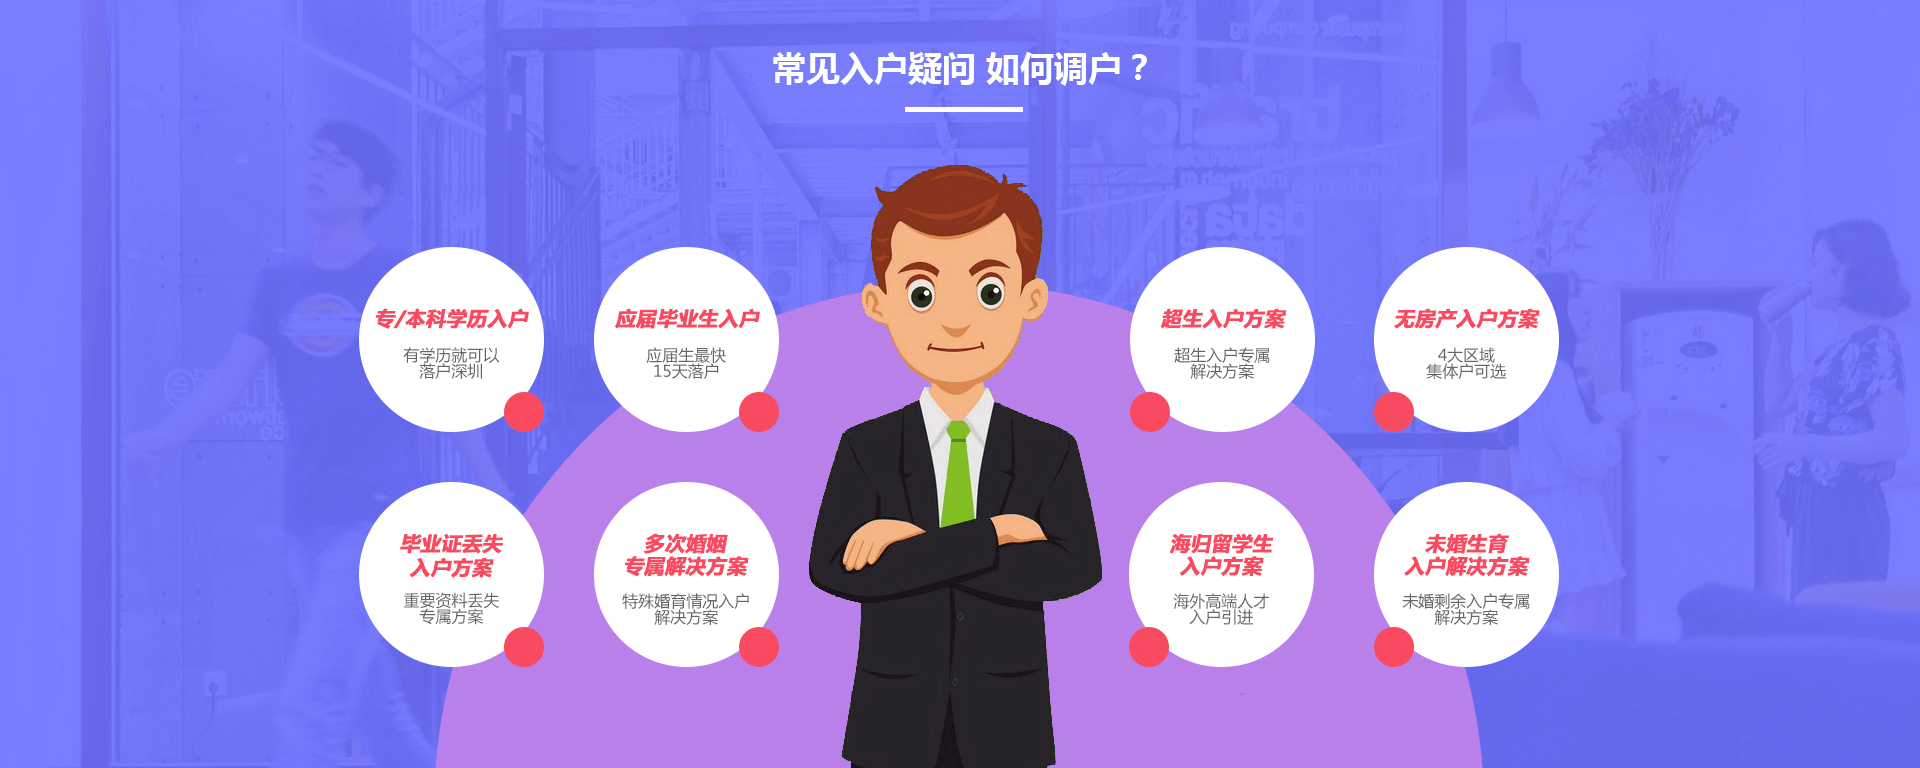 常见入户疑问 如何调户？
专/本科学历入户
有学历就可以
落户深圳
应届毕业生入户
应届生最快
15天落户
超生入户方案
超生入户专属
解决方案
无房产入户方案
4大区域
集体户可选
毕业证丢失
入户方案
重要资料丢失
专属方案
多次婚姻
专属解决方案
特殊婚育情况入户
解决方案
海归留学生
入户方案
海外高端人才
入户引进
未婚生育
入户解决方案
未婚剩余入户专属
解决方案
traffic
data